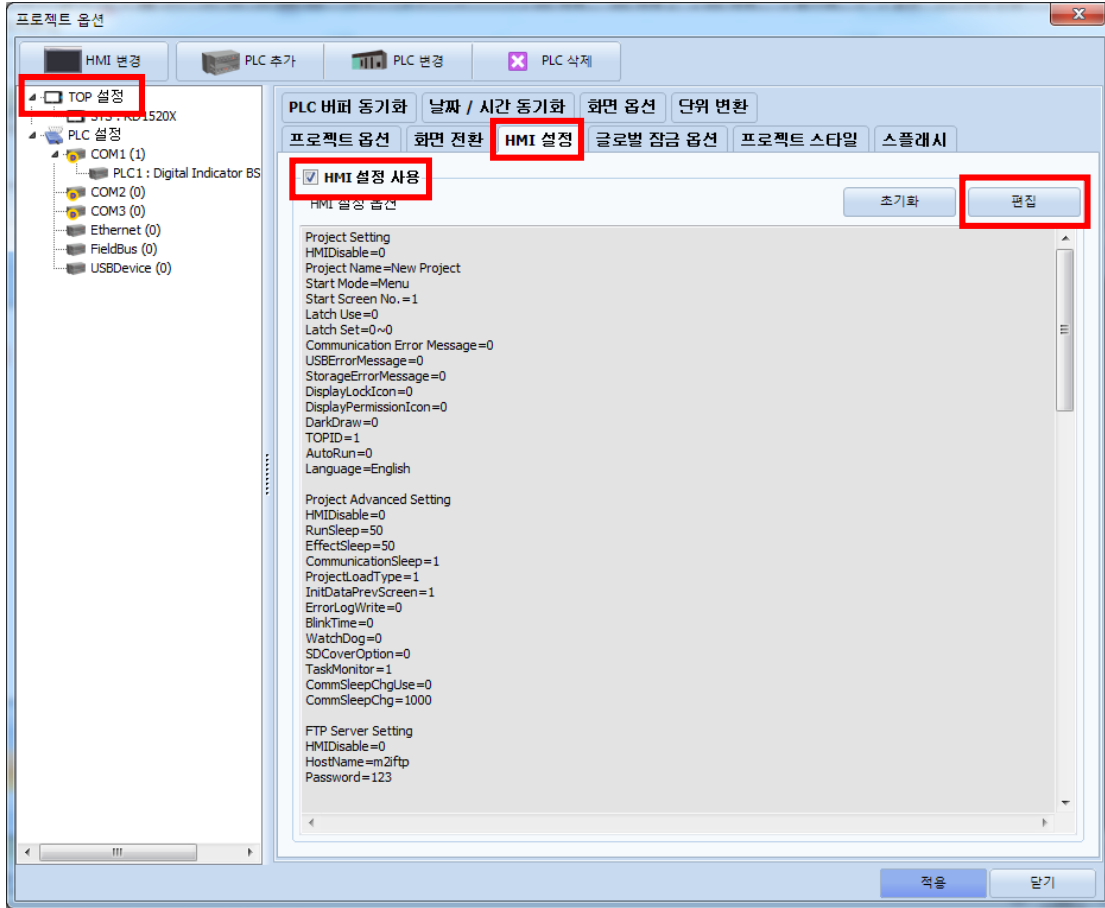 프로젝트 옵션
HMI 변경
PLC 추가
PLC 변경
PLC 삭제
TOP 설정
SYS : RD1520X
PLC 설정
COM1 (1)
PLC1 : Digital Indicator BS
COM2 (0)
COM3 (0)
Ethernet (0)
FieldBus (0)
USBDevice (0)
PLC 버퍼 동기화 날짜 / 시간 동기화 화면 옵션 단위 변환
프로젝트 옵션 화면 전환 HMI 설정 글로벌 잠금 옵션 프로젝트 스타일 스플래시
HMI 설정 사용
HMI 설정 옵션
초기화
편집
Project Setting
HMIDisable=0
Project Name=New Project
Start Mode=Menu
Start Screen No.=1
Latch Use=0
Latch Set=0~0
Communication Error Message=0
USBErrorMessage=0
StorageErrorMessage=0
DisplayLockIcon=0
DisplayPermissionIcon=0
DarkDraw=0
TOPID=1
AutoRun=0
Language=English
Project Advanced Setting
HMIDisable=0
RunSleep=50
EffectSleep=50
CommunicationSleep=1
ProjectLoadType=1
InitDataPrevScreen=1
ErrorLogWrite=0
BlinkTime=0
WatchDog=0
SDCoverOption=0
TaskMonitor=1
CommSleepChgUse=0
CommSleepChg=1000
FTP Server Setting
HMIDisable=0
HostName=m2iftp
Password=123
적용
닫기